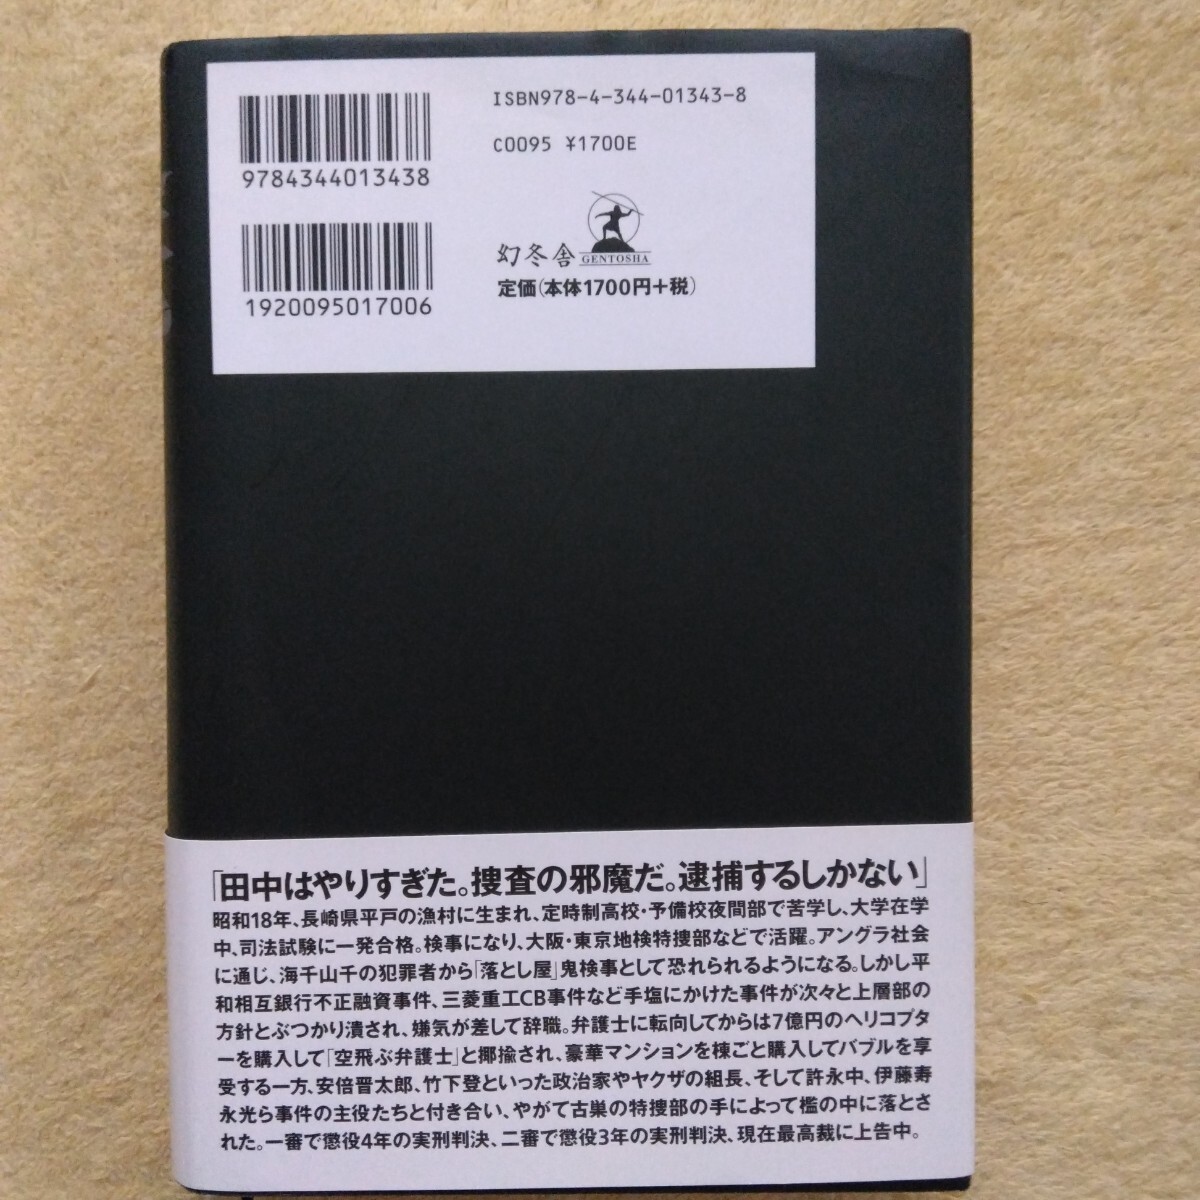 ISBN978-4-344-01343-8
C0095 ¥1700E
9784344013438
1920095017006
幻冬舎 GENTOSHA
定価(本体1700円+税)
「田中はやりすぎた。捜査の邪魔だ。逮捕するしかない」
昭和18年、長崎県平戸の漁村に生まれ、定時制高校・予備校夜間部で苦学し、大学在学
中、司法試験に一発合格。検事になり、大阪・東京地検特捜部などで活躍。アングラ社会
に通じ、海千山千の犯罪者から「落とし屋」鬼検事として恐れられるようになる。しかし平
和相互銀行不正融資事件、三菱重工CB事件など手塩にかけた事件が次々と上層部の
方針とぶつかり潰され、嫌気が差して辞職。弁護士に転向してからは7億円のヘリコプタ
ーを購入して「空飛ぶ弁護士」と揶揄され、豪華マンションを棟ごと購入してバブルを享
受する一方、安倍晋太郎、竹下登といった政治家やヤクザの組長、そして許永中、伊藤寿
永光ら事件の主役たちと付き合い、やがて古巣の特捜部の手によって檻の中に落とさ
れた。一審で懲役4年の実刑判決、二審で懲役3年の実刑判決、現在最高裁に上告中。